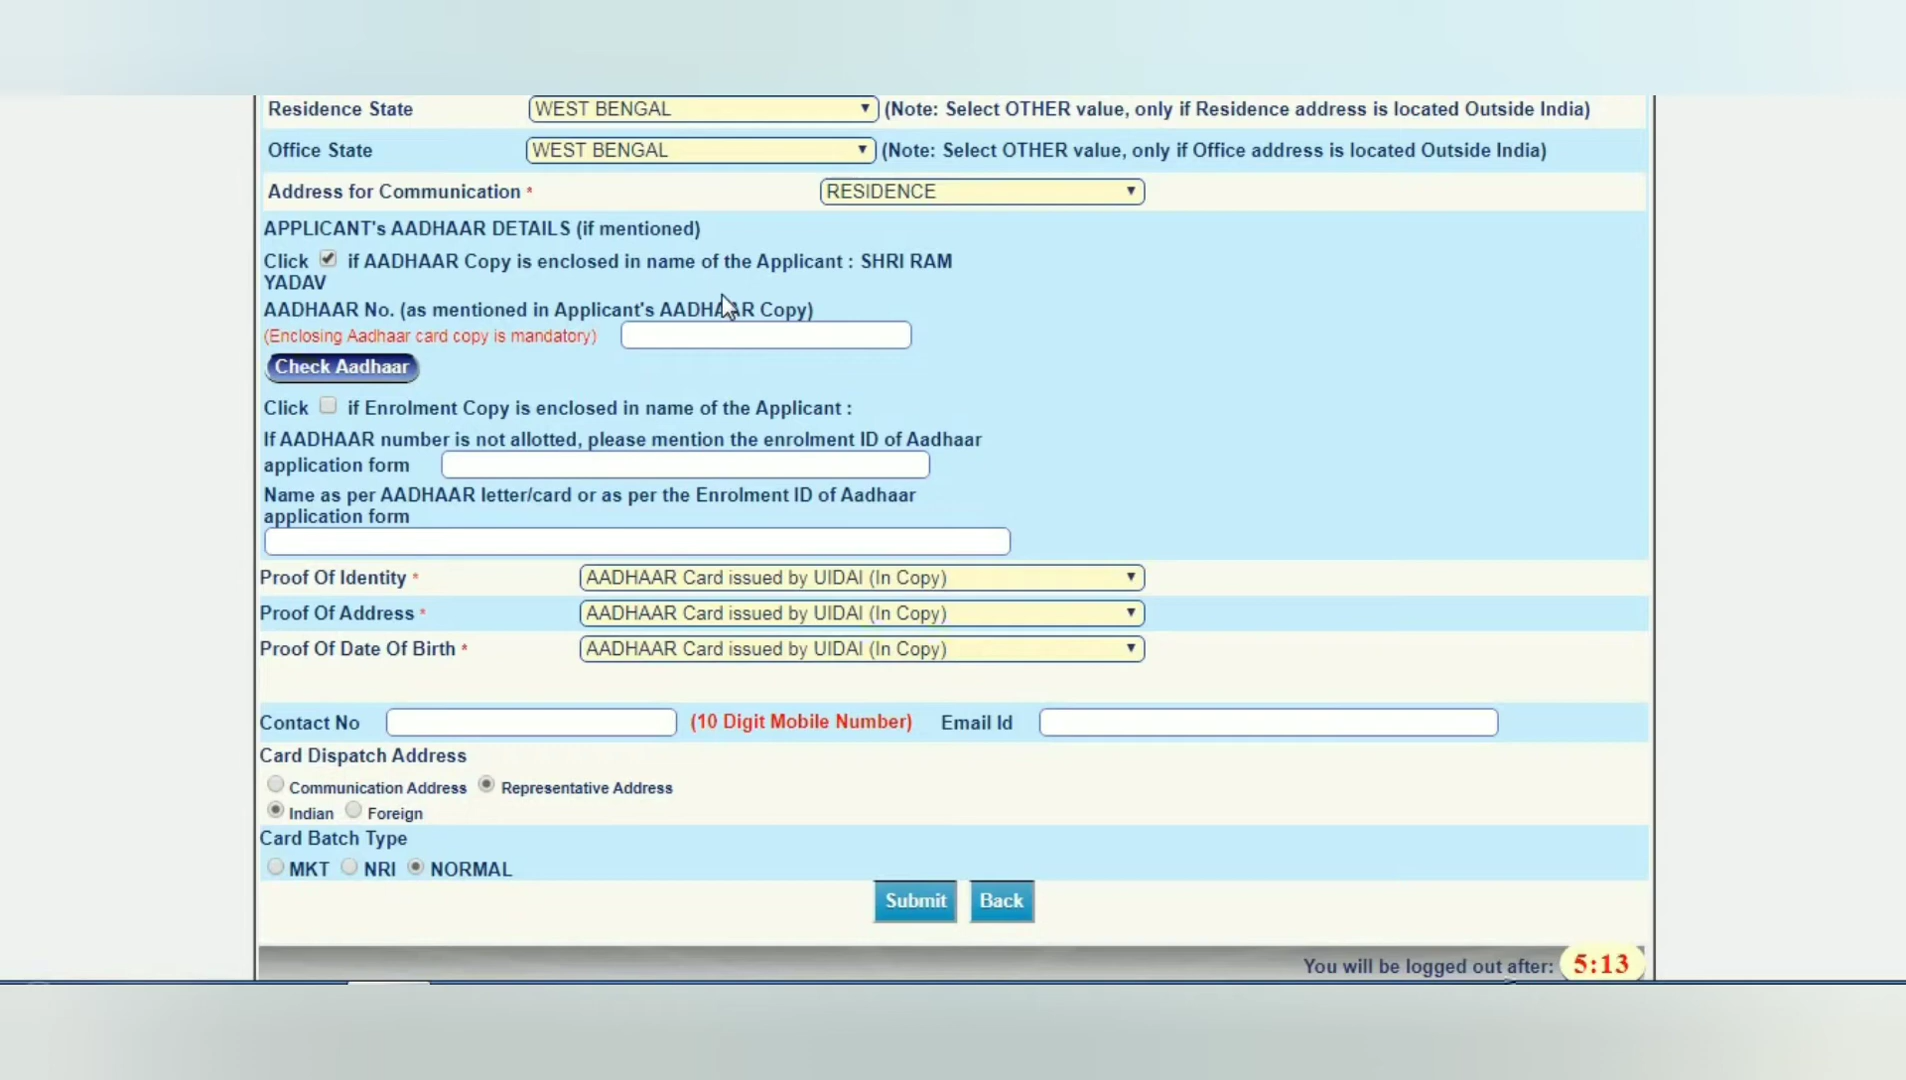 Residence State WEST BENGAL (Note: Select OTHER value, only if Residence address is located Outside India)
Office State WEST BENGAL (Note: Select OTHER value, only if Office address is located Outside India)
Address for Communication * RESIDENCE
APPLICANT's AADHAAR DETAILS (if mentioned)
Click if AADHAAR Copy is enclosed in name of the Applicant : SHRI RAM
YADAV
AADHAAR No. (as mentioned in Applicant's AADHAAR Copy)
(Enclosing Aadhaar card copy is mandatory)
Check Aadhaar
Click if Enrolment Copy is enclosed in name of the Applicant :
If AADHAAR number is not allotted, please mention the enrolment ID of Aadhaar
application form
Name as per AADHAAR letter/card or as per the Enrolment ID of Aadhaar
application form
Proof Of Identity * AADHAAR Card issued by UIDAI (In Copy)
Proof Of Address * AADHAAR Card issued by UIDAI (In Copy)
Proof Of Date Of Birth * AADHAAR Card issued by UIDAI (In Copy)
Contact No (10 Digit Mobile Number) Email Id
Card Dispatch Address
Communication Address Representative Address
Indian Foreign
Card Batch Type
MKT NRI NORMAL
Submit Back
You will be logged out after: 5:13